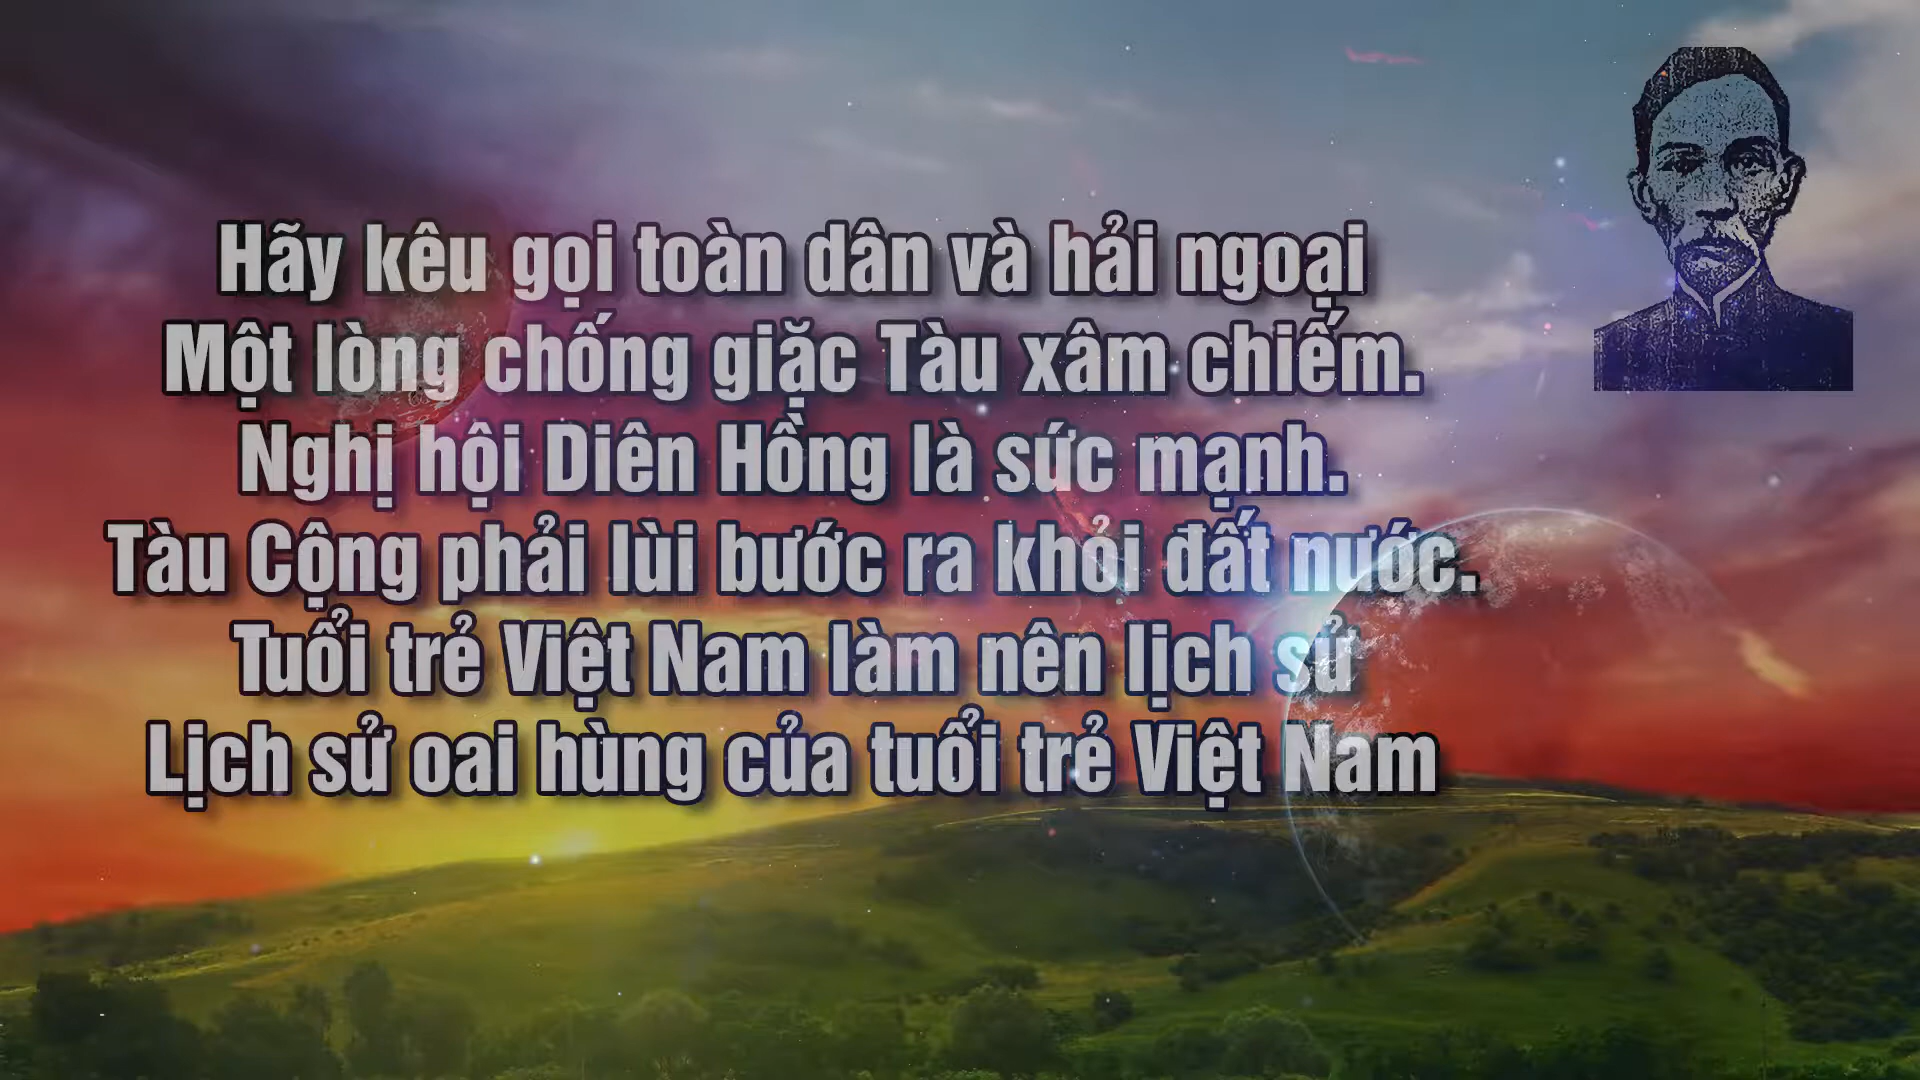 Hãy kêu gọi toàn dân và hải ngoại
Một lòng chống giặc Tàu xâm chiếm.
Nghị hội Diên Hồng là sức mạnh.
Tàu Cộng phải lùi bước ra khỏi đất nước.
Tuổi trẻ Việt Nam làm nên lịch sử
Lịch sử oai hùng của tuổi trẻ Việt Nam